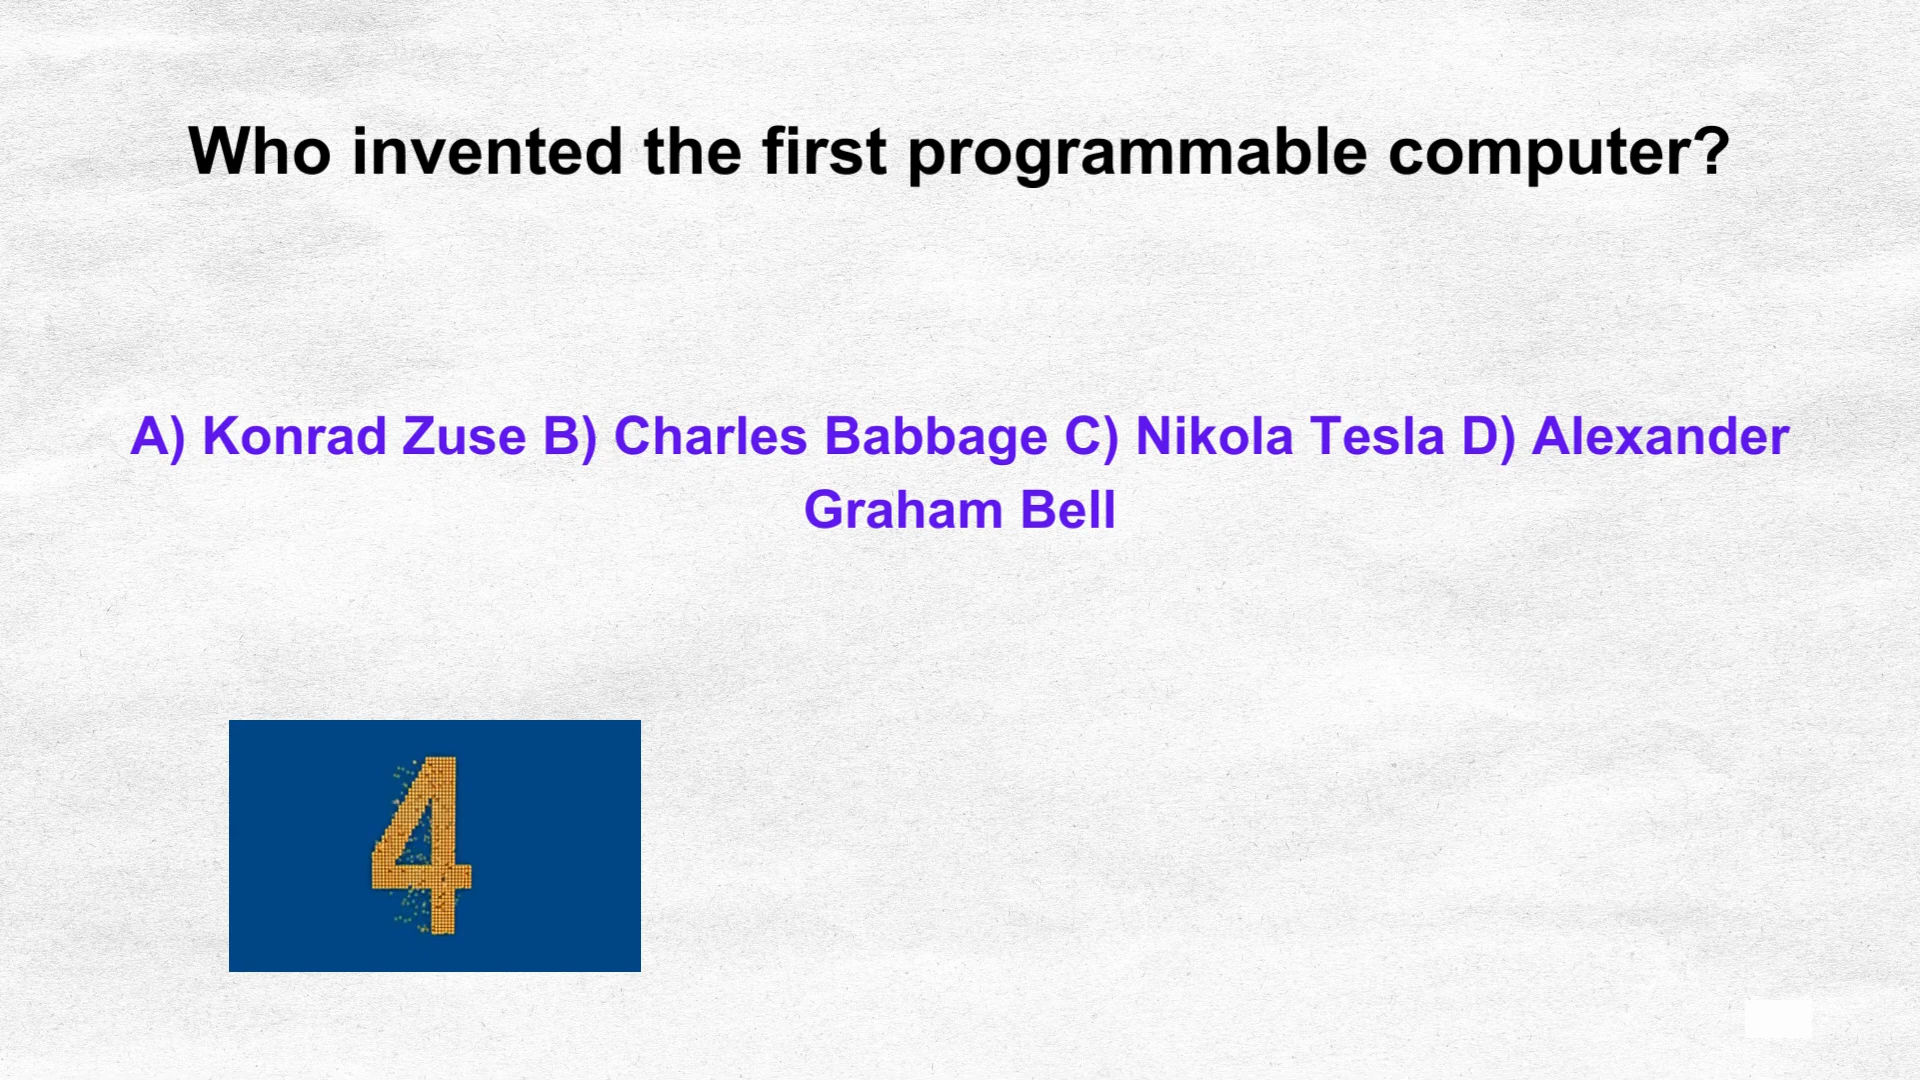 Who invented the first programmable computer?
A) Konrad Zuse B) Charles Babbage C) Nikola Tesla D) Alexander
Graham Bell
4